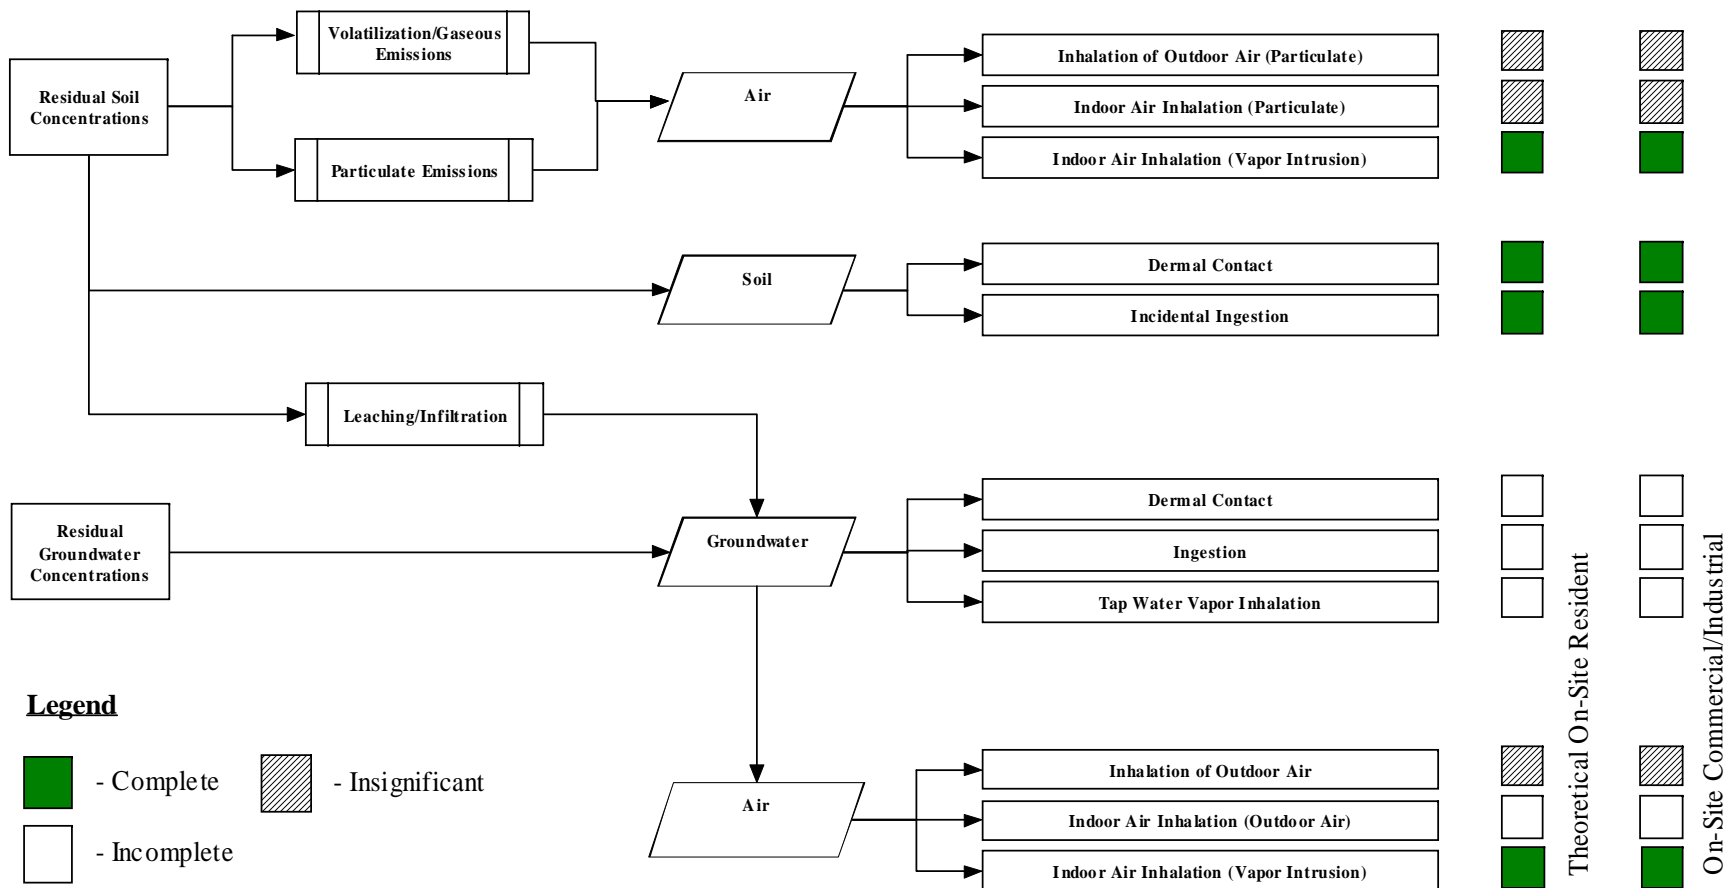 Residual Soil
Concentrations
Volatilization/Gaseous
Emissions
Particulate Emissions
Air
Inhalation of Outdoor Air (Particulate)
Indoor Air Inhalation (Particulate)
Indoor Air Inhalation (Vapor Intrusion)
Soil
Dermal Contact
Incidental Ingestion
Leaching/Infiltration
Residual
Groundwater
Concentrations
Groundwater
Dermal Contact
Ingestion
Tap Water Vapor Inhalation
Air
Inhalation of Outdoor Air
Indoor Air Inhalation (Outdoor Air)
Indoor Air Inhalation (Vapor Intrusion)
Theoretical On-Site Resident
On-Site Commercial/Industrial
Legend
- Complete
- Insignificant
- Incomplete